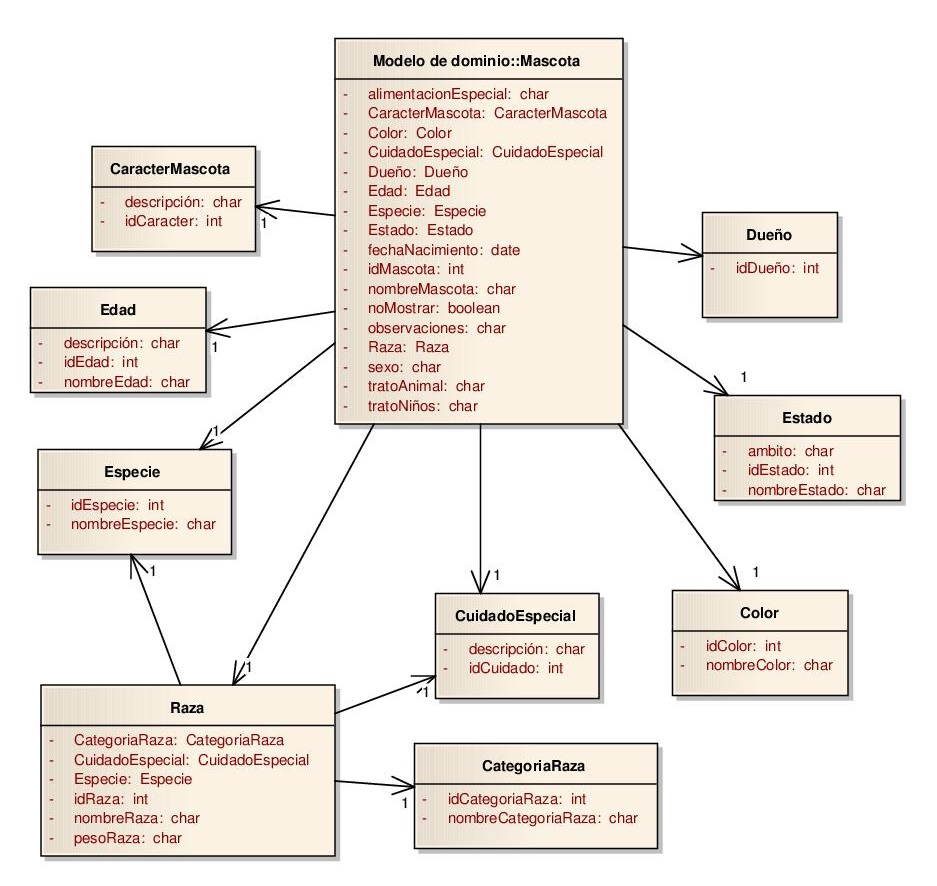 Modelo de dominio::Mascota
- alimentacionEspecial: char
- CaracterMascota: CaracterMascota
- Color: Color
- CuidadoEspecial: CuidadoEspecial
- Dueño: Dueño
- Edad: Edad
- Especie: Especie
- Estado: Estado
- fechaNacimiento: date
- idMascota: int
- nombreMascota: char
- noMostrar: boolean
- observaciones: char
- Raza: Raza
- sexo: char
- tratoAnimal: char
- tratoNiños: char
CaracterMascota
- descripción: char
- idCaracter: int
1
Dueño
- idDueño: int
Edad
- descripción: char
- idEdad: int
- nombreEdad: char
1
1
Estado
- ambito: char
- idEstado: int
- nombreEstado: char
1
Especie
- idEspecie: int
- nombreEspecie: char
1
1
1
CuidadoEspecial
- descripción: char
- idCuidado: int
1
Color
- idColor: int
- nombreColor: char
1
1
Raza
- CategoriaRaza: CategoriaRaza
- CuidadoEspecial: CuidadoEspecial
- Especie: Especie
- idRaza: int
- nombreRaza: char
- pesoRaza: char
CategoriaRaza
- idCategoriaRaza: int
- nombreCategoriaRaza: char
1